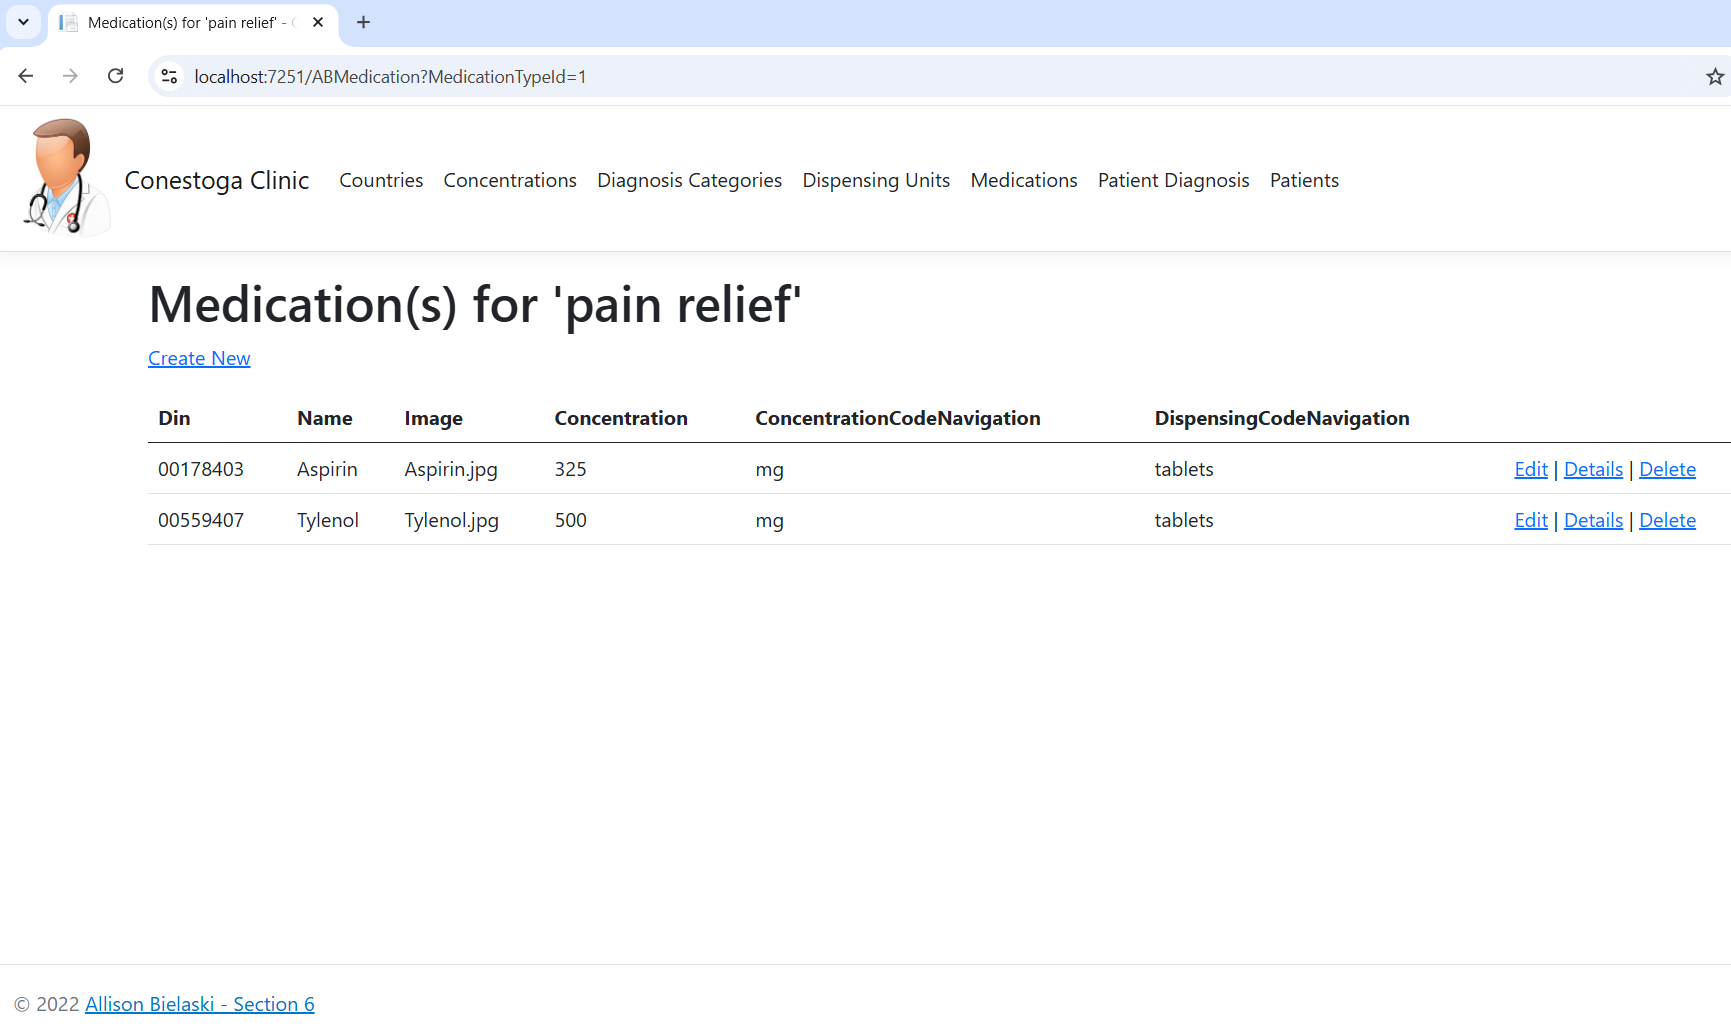 Medication(s) for 'pain relief' -
localhost:7251/ABMedication?MedicationTypeId=1
Conestoga Clinic Countries Concentrations Diagnosis Categories Dispensing Units Medications Patient Diagnosis Patients
Medication(s) for 'pain relief'
Create New
Din Name Image Concentration ConcentrationCodeNavigation DispensingCodeNavigation
00178403 Aspirin Aspirin.jpg 325 mg tablets Edit | Details | Delete
00559407 Tylenol Tylenol.jpg 500 mg tablets Edit | Details | Delete
© 2022 Allison Bielaski - Section 6